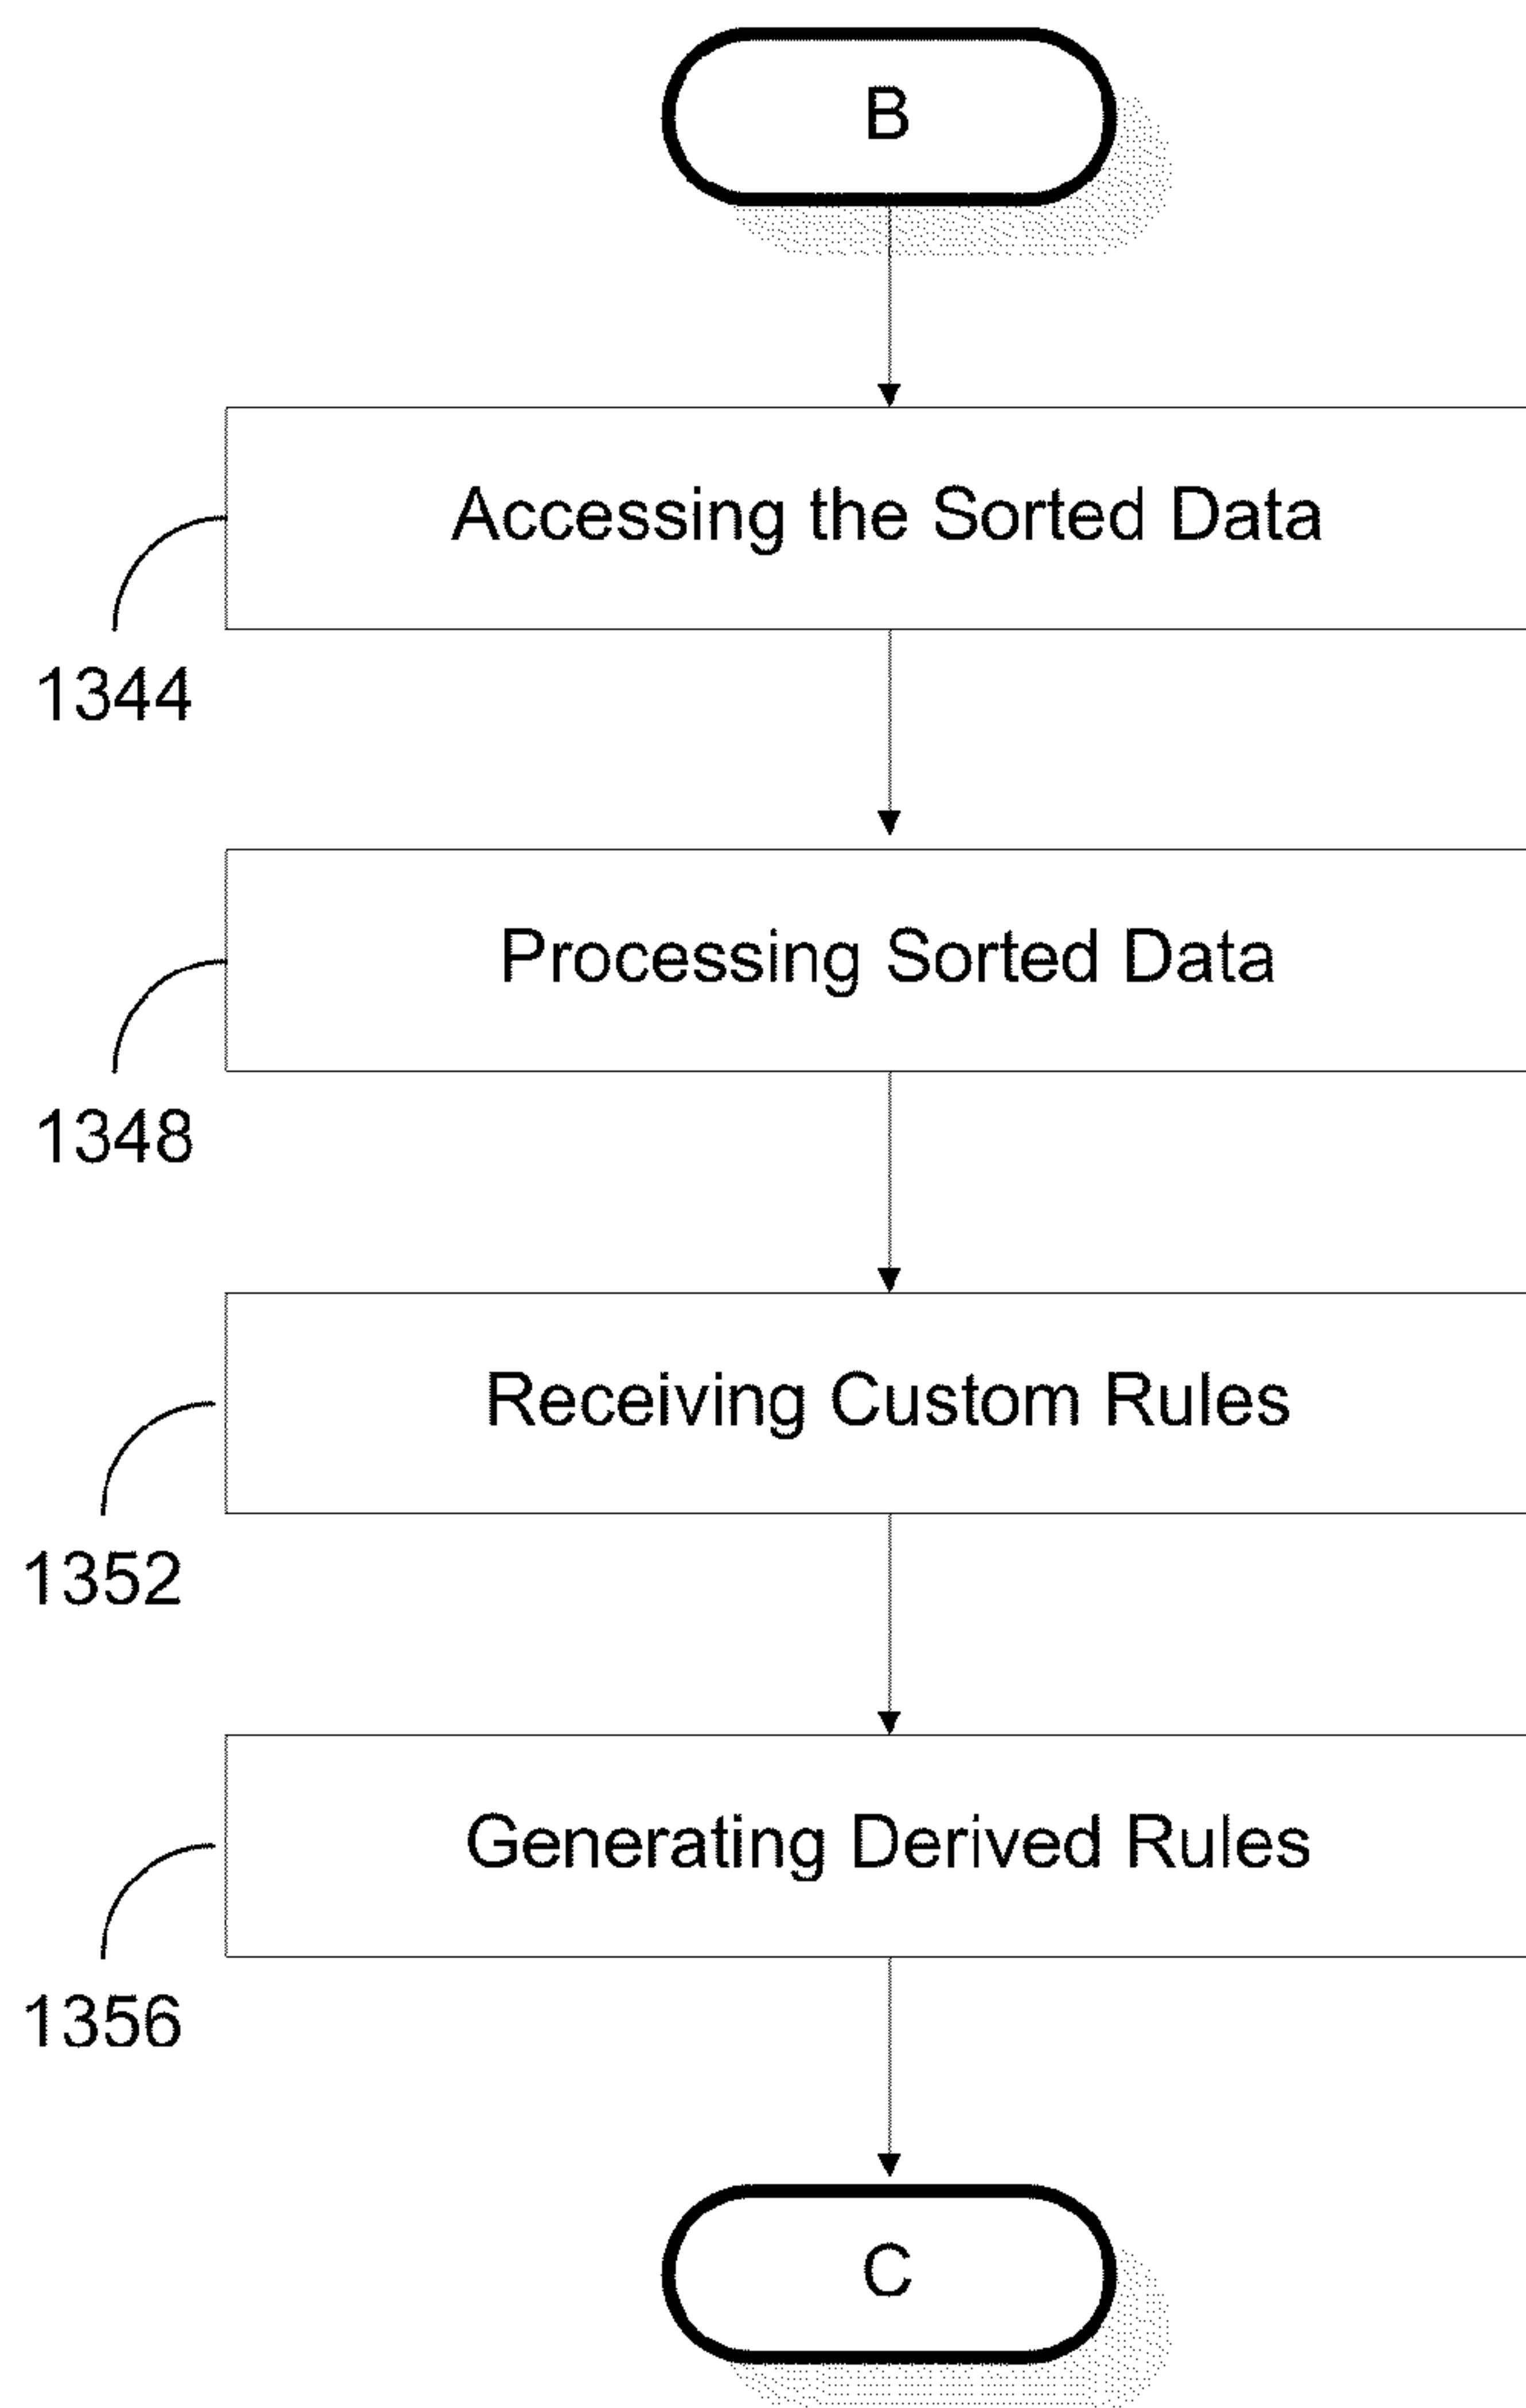 B
Accessing the Sorted Data
1344
Processing Sorted Data
1348
Receiving Custom Rules
1352
Generating Derived Rules
1356
C